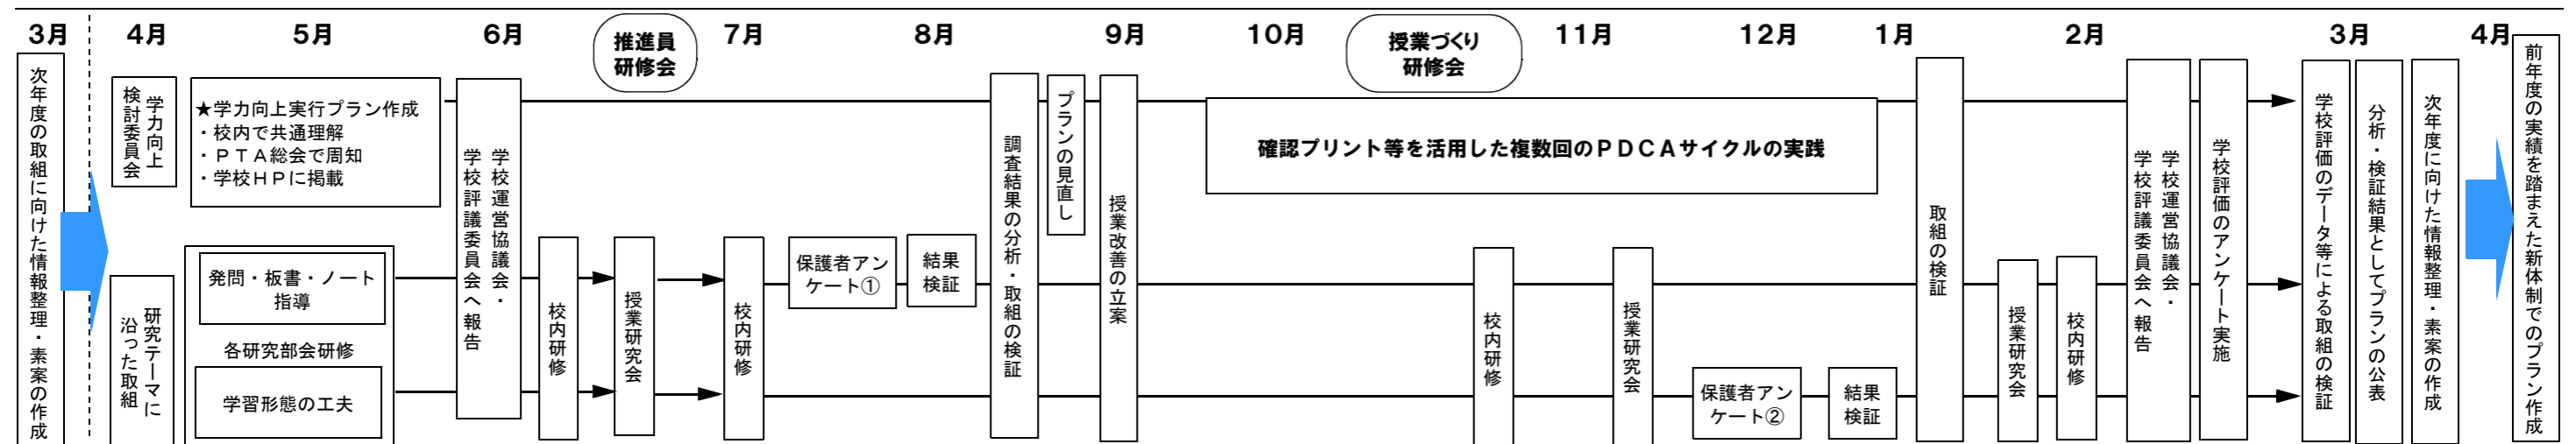 3月
4月
5月
6月
推進員
研修会
7月
8月
9月
10月
授業づくり
研修会
11月
12月
1月
2月
3月
4月
次年度の取組に向けた情報整理・素案の作成
学力向上
検討委員会
★学力向上実行プラン作成
・校内で共通理解
・ＰＴＡ総会で周知
・学校ＨＰに掲載
研究テーマに
沿った取組
発問・板書・ノート
指導
各研究部会研修
学習形態の工夫
学校運営協議会・
学校評議委員会へ報告
校内研修
授業研究会
校内研修
保護者アン
ケート①
結果
検証
調査結果の分析・取組の検証
プランの見直し
授業改善の立案
確認プリント等を活用した複数回のＰＤＣＡサイクルの実践
校内研修
授業研究会
保護者アン
ケート②
結果
検証
取組の検証
授業研究会
校内研修
学校運営協議会・
学校評議委員会へ報告
学校評価のアンケート実施
学校評価のデータ等による取組の検証
分析・検証結果としてプランの公表
次年度に向けた情報整理・素案の作成
前年度の実績を踏まえた新体制でのプラン作成